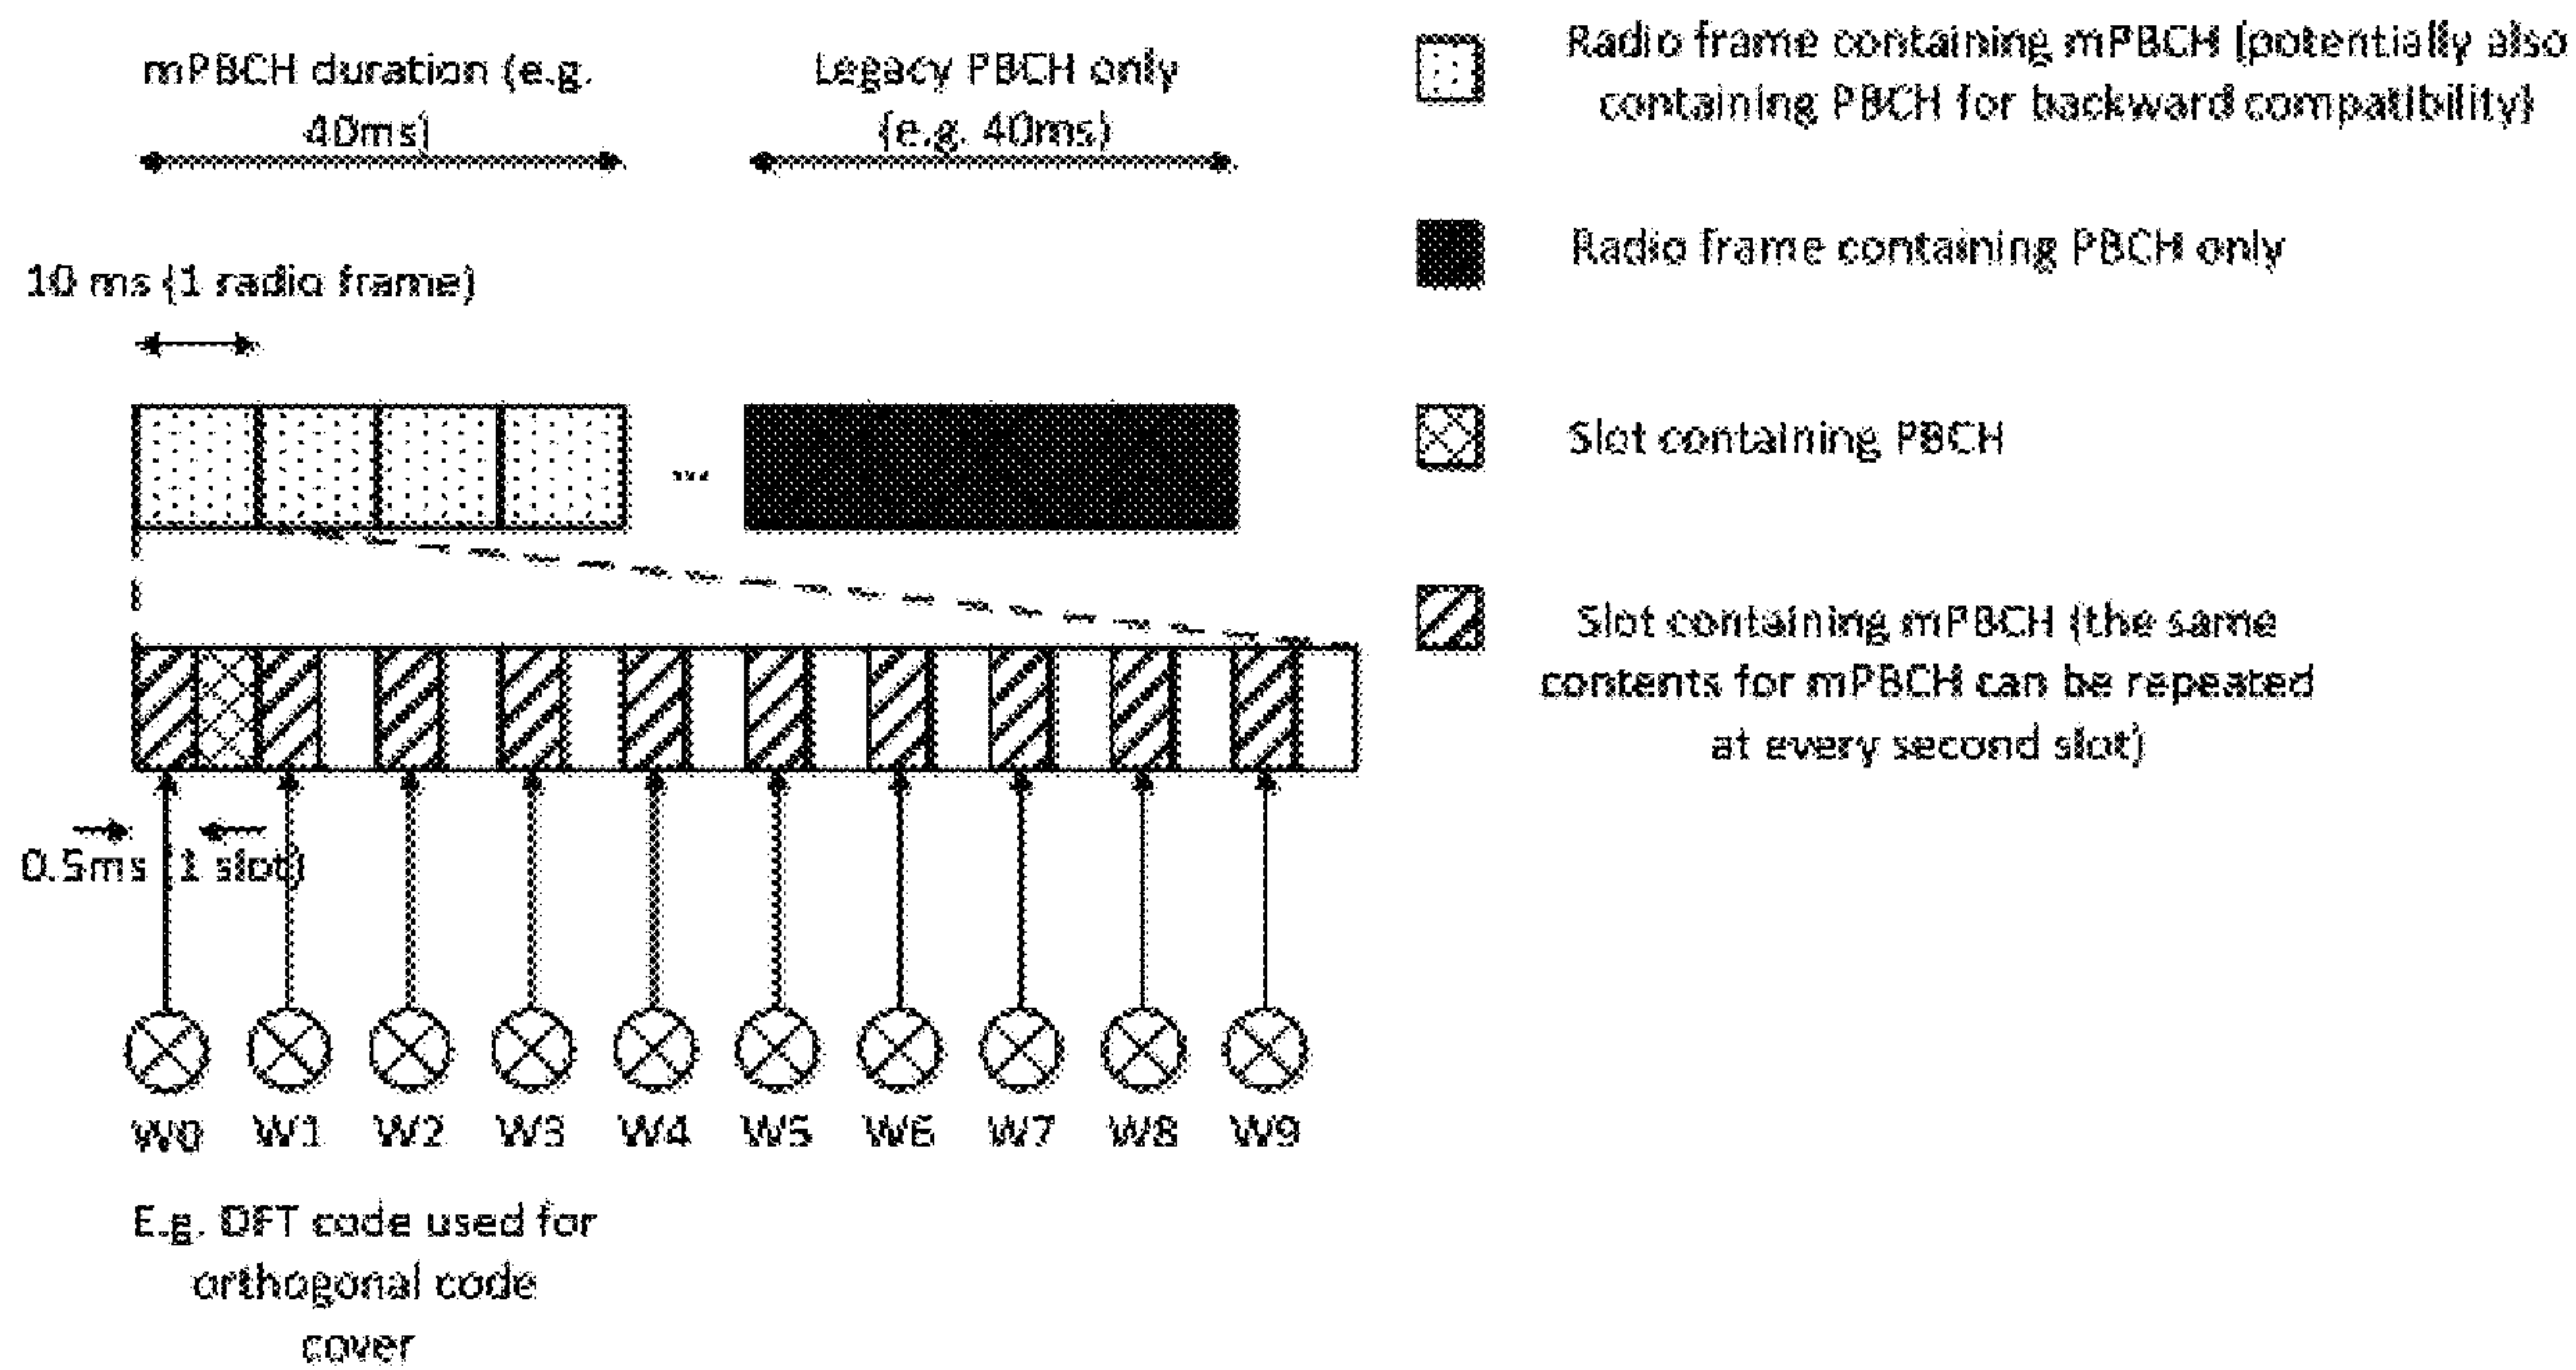 mPBCH duration (e.g.
40ms)
Legacy PBCH only
(e.g. 40ms)
Radio frame containing mPBCH (potentially also
containing PBCH for backward compatibility)
Radio frame containing PBCH only
10 ms (1 radio frame)
...
Slot containing PBCH
Slot containing mPBCH (the same
contents for mPBCH can be repeated
at every second slot)
0.5ms (1 slot)
W0 W1 W2 W3 W4 W5 W6 W7 W8 W9
E.g. DFT code used for
orthogonal code
cover